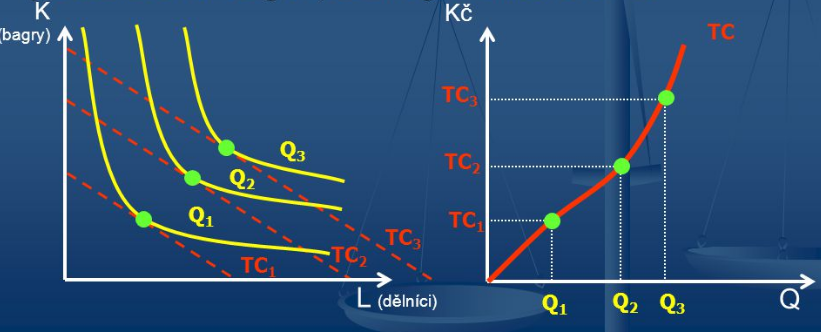 K
(bagry)
Q₃
Q₂
Q₁
TC₃
TC₂
TC₁
L (dělníci)
Kč
TC
TC₃
TC₂
TC₁
Q₁ Q₂ Q₃
Q